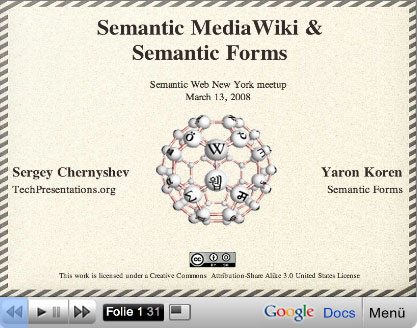 Semantic MediaWiki &
Semantic Forms
Semantic Web New York meetup
March 13, 2008
Sergey Chernyshev
TechPresentations.org
Yaron Koren
Semantic Forms
W
웹
This work is licensed under a Creative Commons Attribution-Share Alike 3.0 United States License
Folie 1 31
Google Docs
Menü